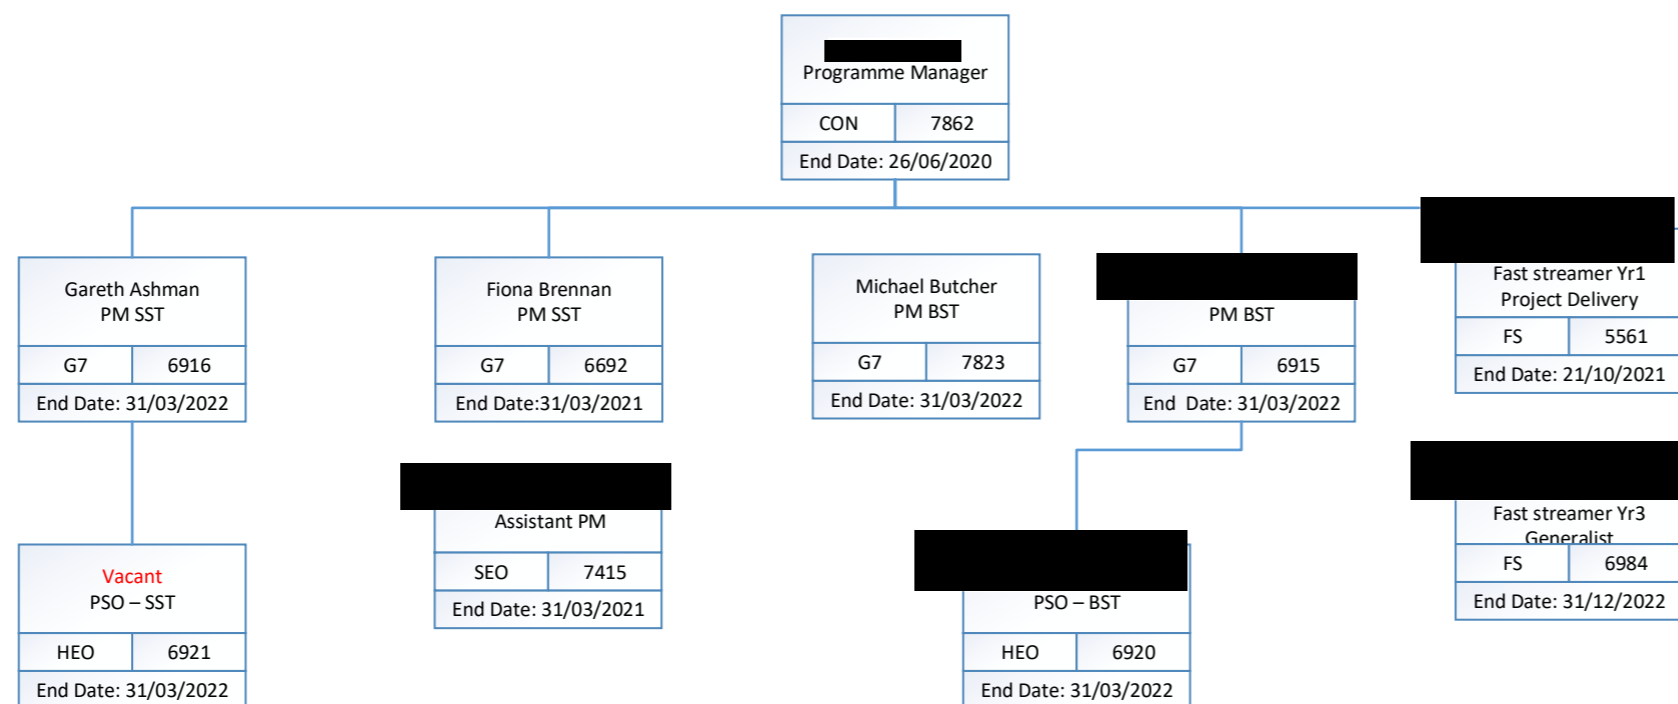 Programme Manager
CON 7862
End Date: 26/06/2020
Gareth Ashman
PM SST
G7 6916
End Date: 31/03/2022
Fiona Brennan
PM SST
G7 6692
End Date:31/03/2021
Michael Butcher
PM BST
G7 7823
End Date: 31/03/2022
PM BST
G7 6915
End  Date: 31/03/2022
Fast streamer Yr1
Project Delivery
FS 5561
End Date: 21/10/2021
Vacant
PSO – SST
HEO 6921
End Date: 31/03/2022
Assistant PM
SEO 7415
End Date: 31/03/2021
PSO – BST
HEO 6920
End Date: 31/03/2022
Fast streamer Yr3
Generalist
FS 6984
End Date: 31/12/2022